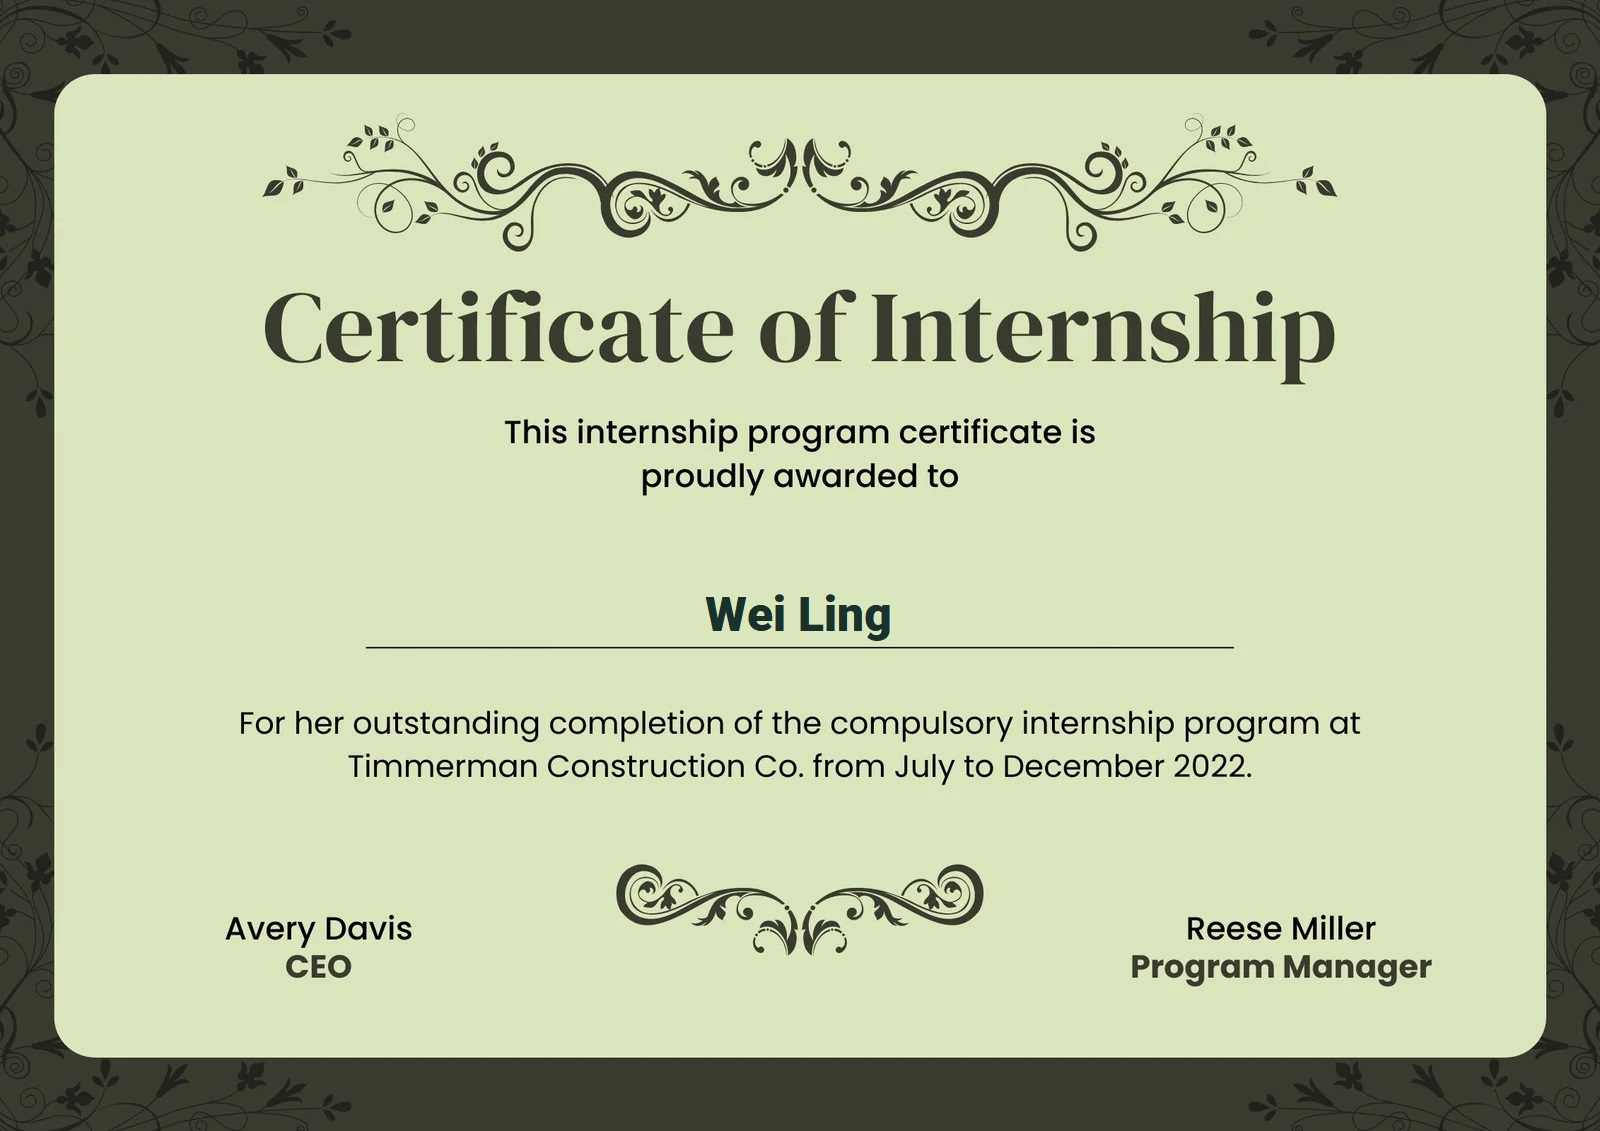 Certificate of Internship
This internship program certificate is
proudly awarded to
Wei Ling
For her outstanding completion of the compulsory internship program at
Timmerman Construction Co. from July to December 2022.
Avery Davis
CEO
Reese Miller
Program Manager